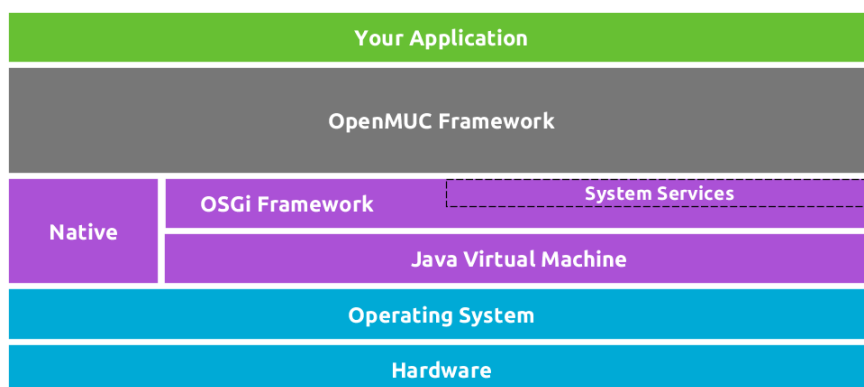 Your Application
OpenMUC Framework
System Services
OSGi Framework
Native
Java Virtual Machine
Operating System
Hardware